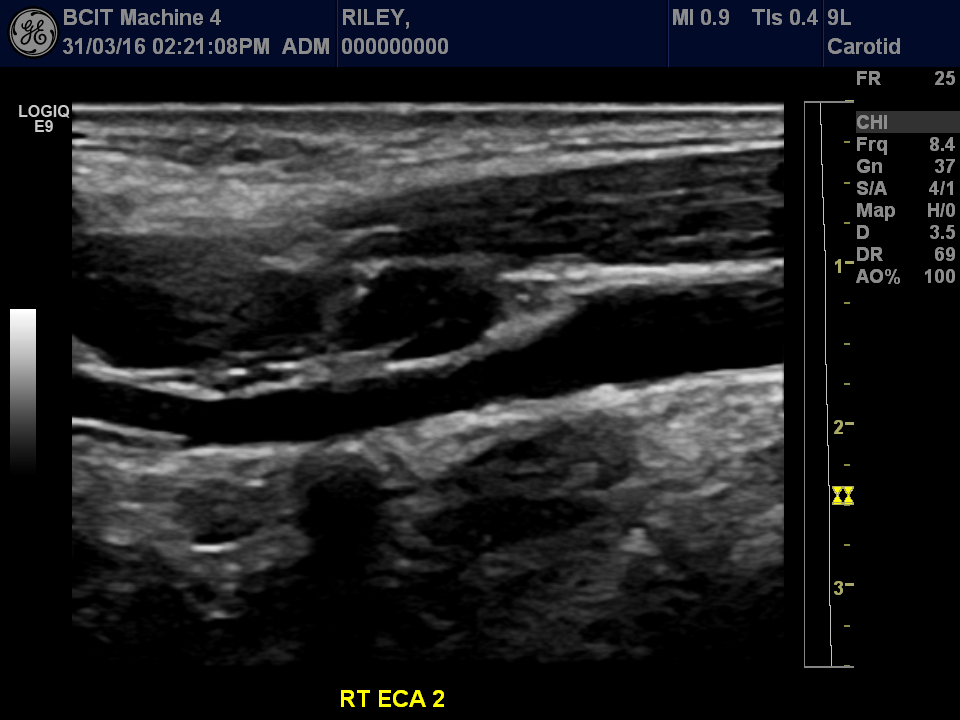 BCIT Machine 4
31/03/16 02:21:08PM ADM
RILEY,
000000000
MI 0.9 TIs 0.4
9L
Carotid
LOGIQ
E9
FR 25
CHI
Frq 8.4
Gn 37
S/A 4/1
Map H/0
D 3.5
DR 69
AO% 100
1
2
3
RT ECA 2